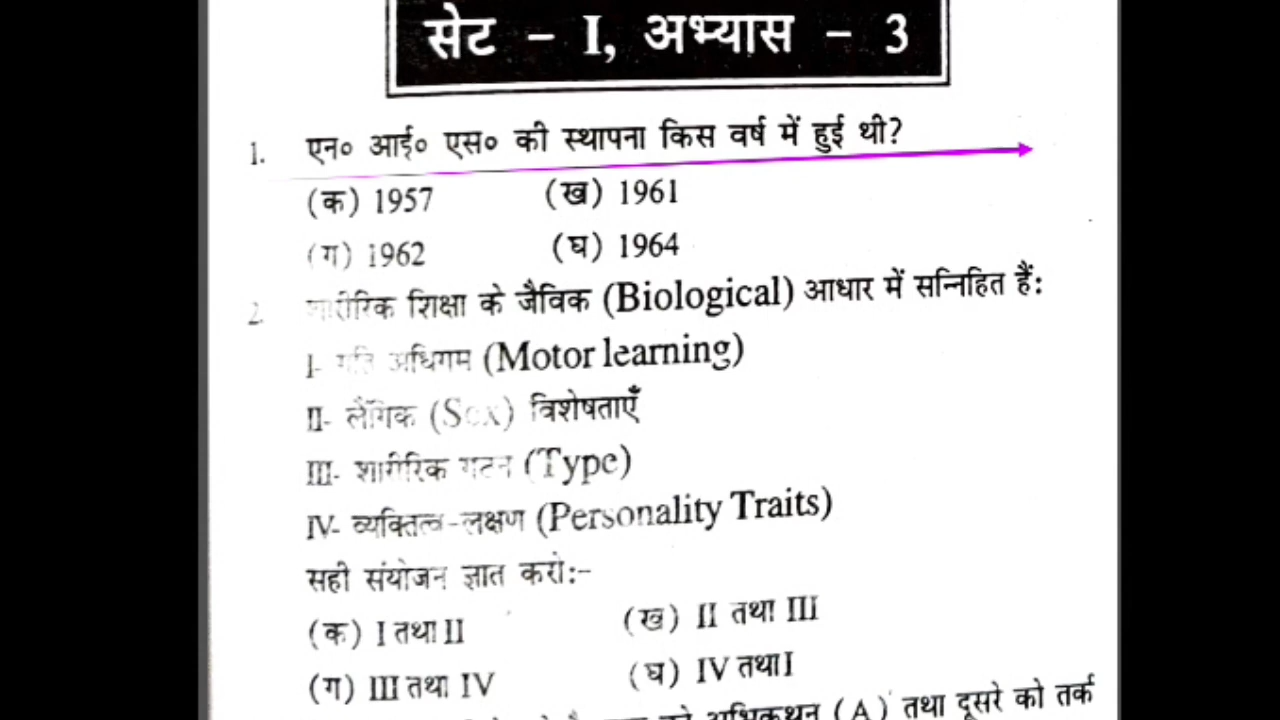 सेट – I, अभ्यास – 3
1. एन० आई० एस० की स्थापना किस वर्ष में हुई थी?
(क) 1957 (ख) 1961
(ग) 1962 (घ) 1964
2. शारीरिक शिक्षा के जैविक (Biological) आधार में सन्निहित हैं:
I- गति अधिगम (Motor learning)
II- लैंगिक (Sex) विशेषताएँ
III- शारीरिक गटन (Type)
IV- व्यक्तित्व-लक्षण (Personality Traits)
सही संयोजन ज्ञात करो:–
(क) I तथा II (ख) II तथा III
(ग) III तथा IV (घ) IV तथा I
को अभिकथन (A) तथा दूसरे को तर्क